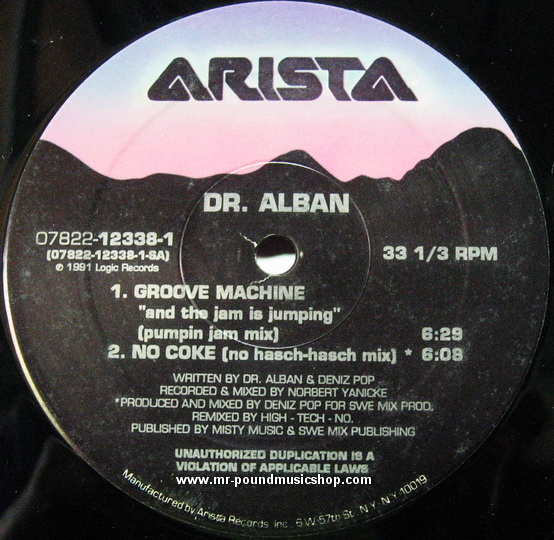 ARISTA
DR. ALBAN
07822-12338-1
(07822-12338-1-SA)
℗ 1991 Logic Records
33 1/3 RPM
1. GROOVE MACHINE
"and the jam is jumping"
(pumpin jam mix) 6:29
2. NO COKE (no hasch-hasch mix) * 6:08
WRITTEN BY DR. ALBAN & DENIZ POP
RECORDED & MIXED BY NORBERT YANICKE
*PRODUCED AND MIXED BY DENIZ POP FOR SWE MIX PROD.
REMIXED BY HIGH - TECH - NO.
PUBLISHED BY MISTY MUSIC & SWE MIX PUBLISHING
UNAUTHORIZED DUPLICATION IS A
VIOLATION OF APPLICABLE LAWS
www.mr-poundmusicshop.com
Manufactured by Arista Records, Inc., 6 W 57th St., N.Y., N.Y. 10019